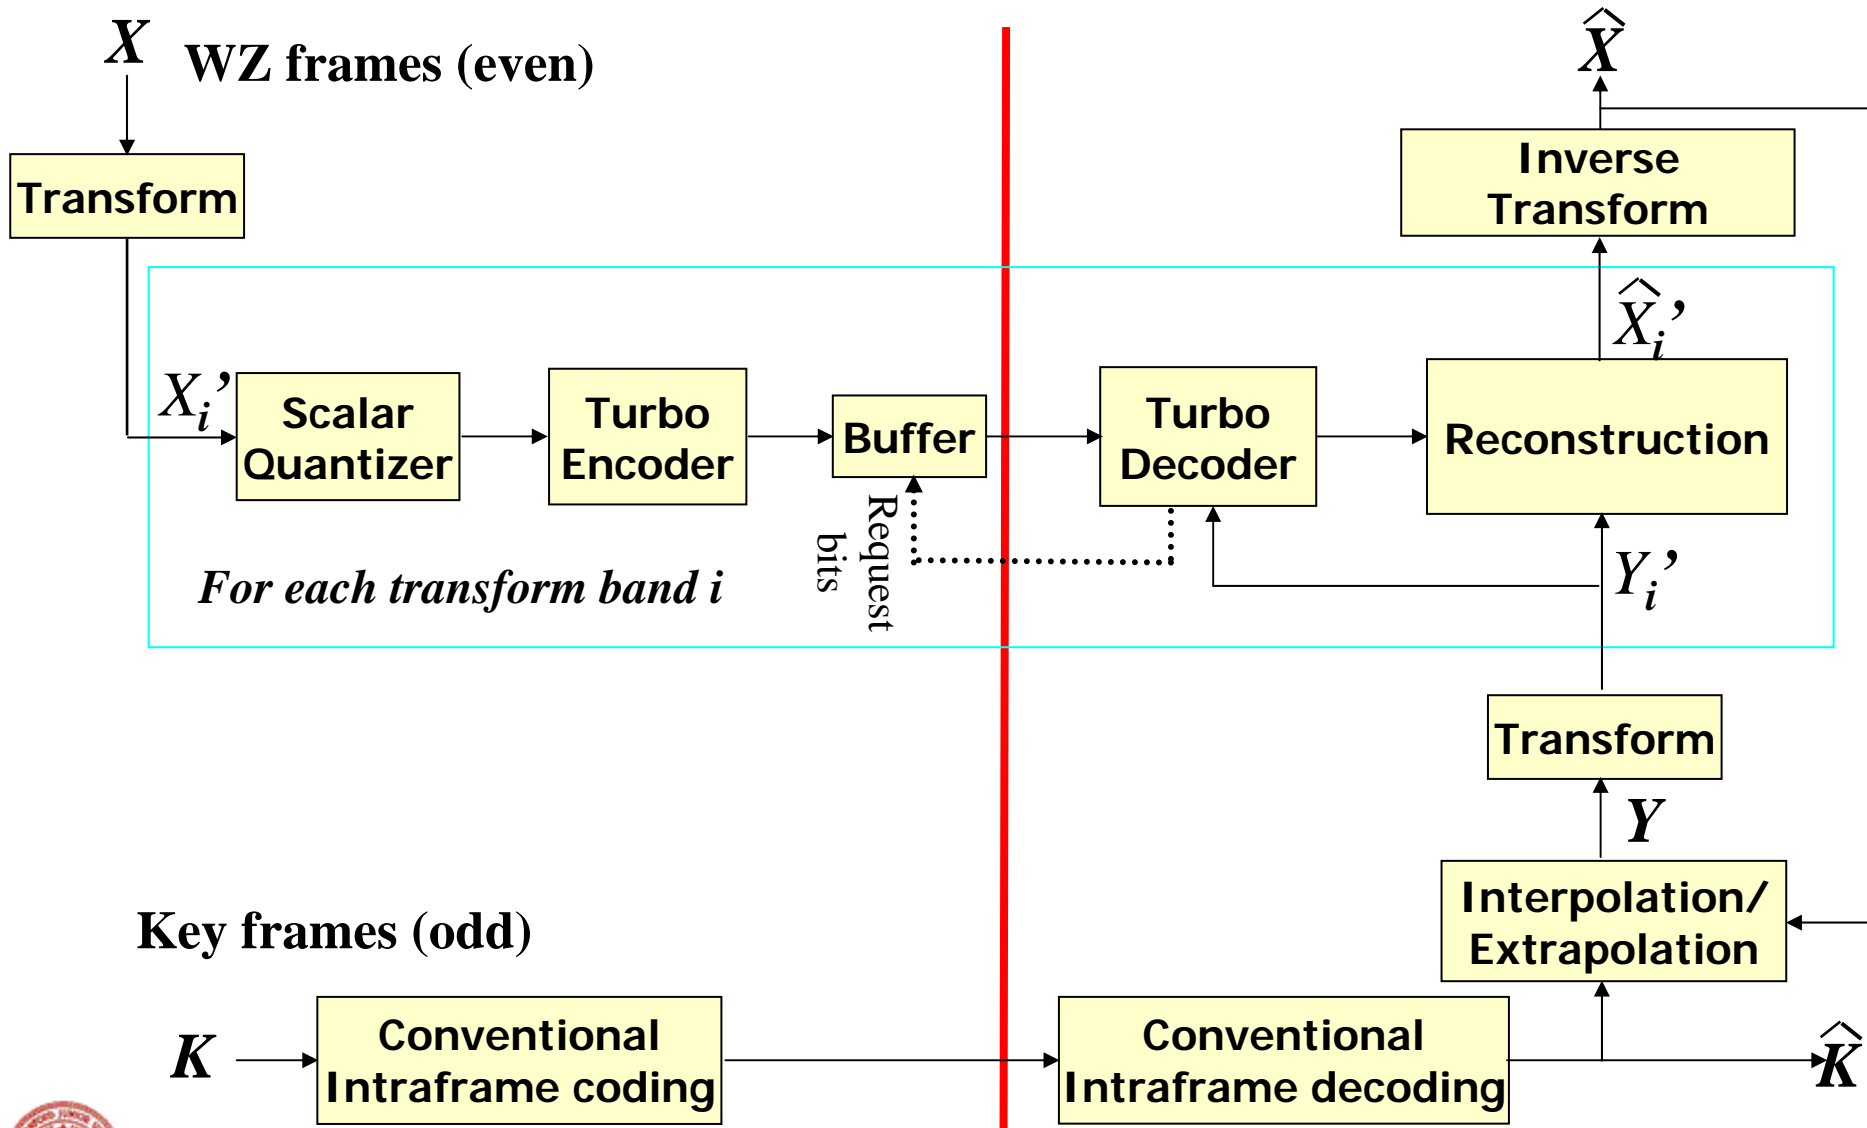 X
WZ frames (even)
X̂
Transform
Inverse
Transform
X̂ᵢ’
Xᵢ’
Scalar
Quantizer
Turbo
Encoder
Buffer
Turbo
Decoder
Reconstruction
Request
bits
For each transform band i
Yᵢ’
Transform
Y
Interpolation/
Extrapolation
Key frames (odd)
K
Conventional
Intraframe coding
Conventional
Intraframe decoding
K̂